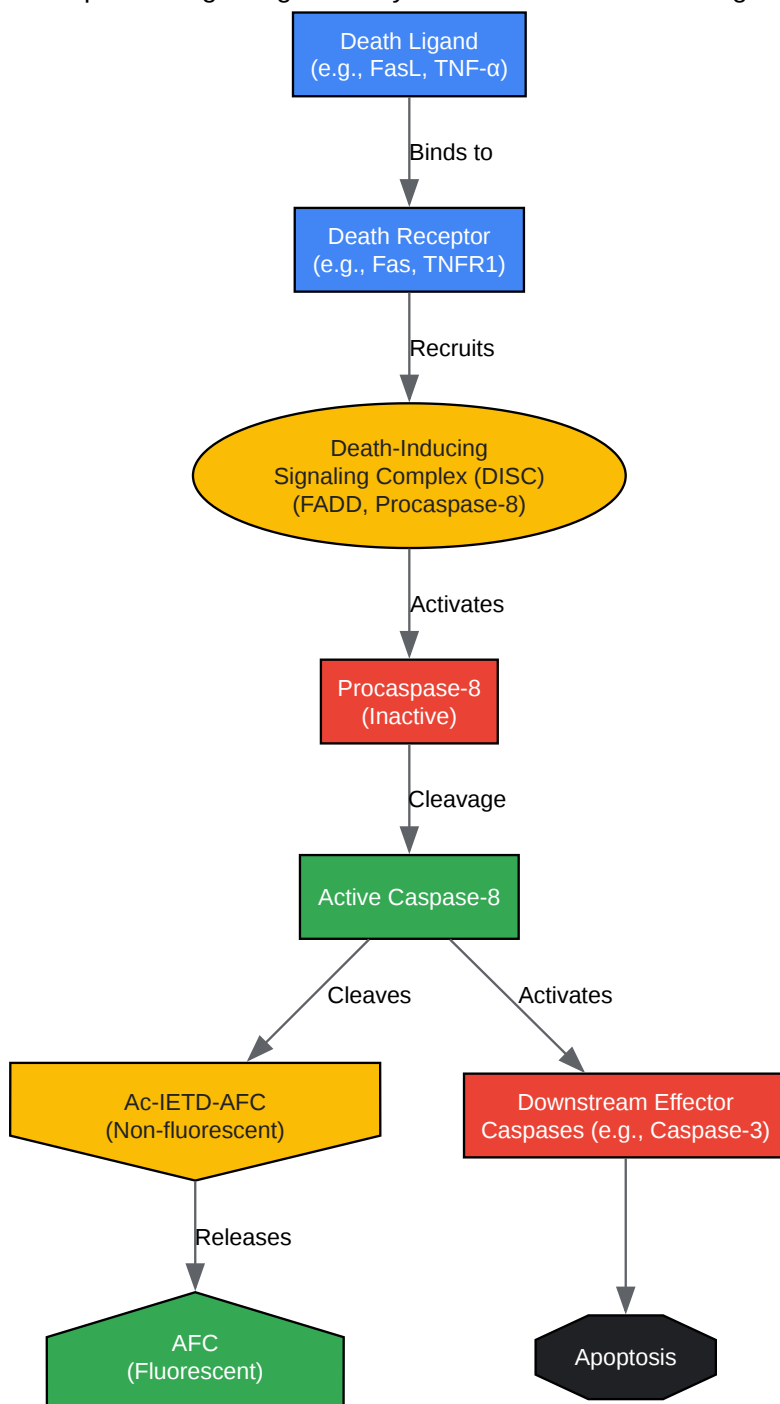 Death Ligand
(e.g., FasL, TNF-α)
Binds to
Death Receptor
(e.g., Fas, TNFR1)
Recruits
Death-Inducing
Signaling Complex (DISC)
(FADD, Procaspase-8)
Activates
Procaspase-8
(Inactive)
Cleavage
Active Caspase-8
Cleaves
Activates
Ac-IETD-AFC
(Non-fluorescent)
Downstream Effector
Caspases (e.g., Caspase-3)
Releases
AFC
(Fluorescent)
Apoptosis